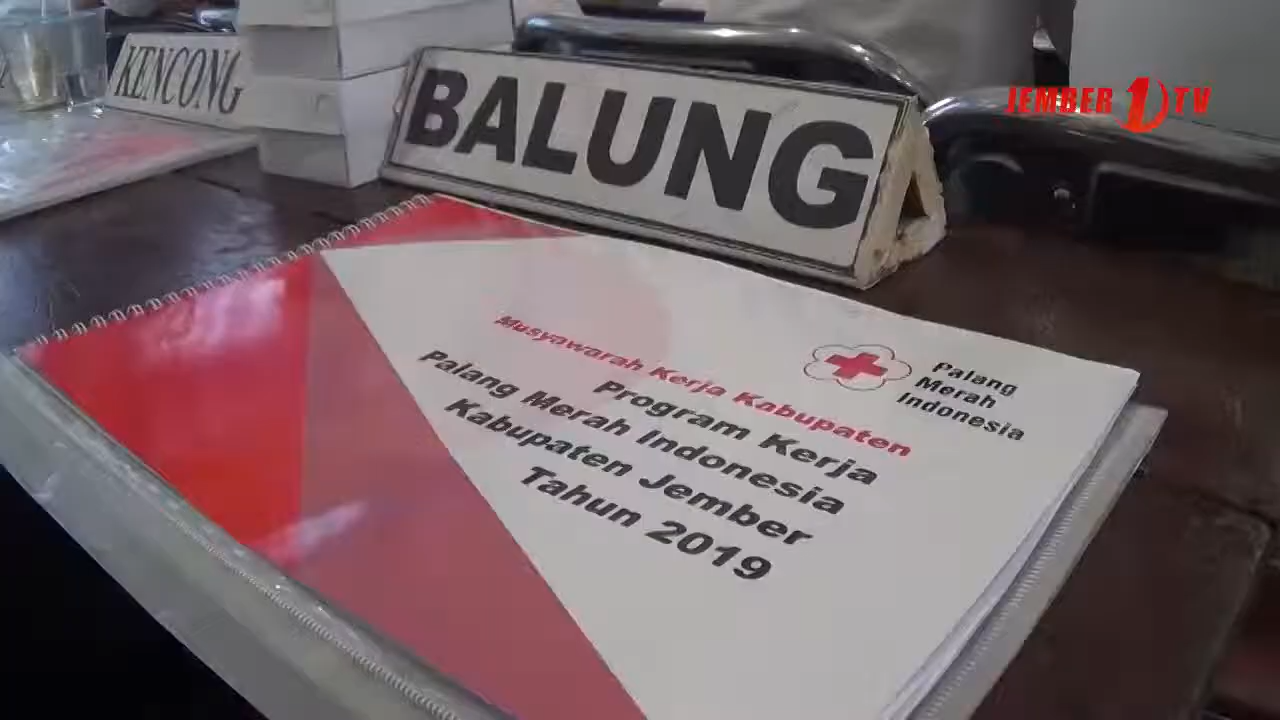 KENCONG
BALUNG
JEMBER 1 TV
Palang
Merah
Indonesia
Musyawarah Kerja Kabupaten
Program Kerja
Palang Merah Indonesia
Kabupaten Jember
Tahun 2019